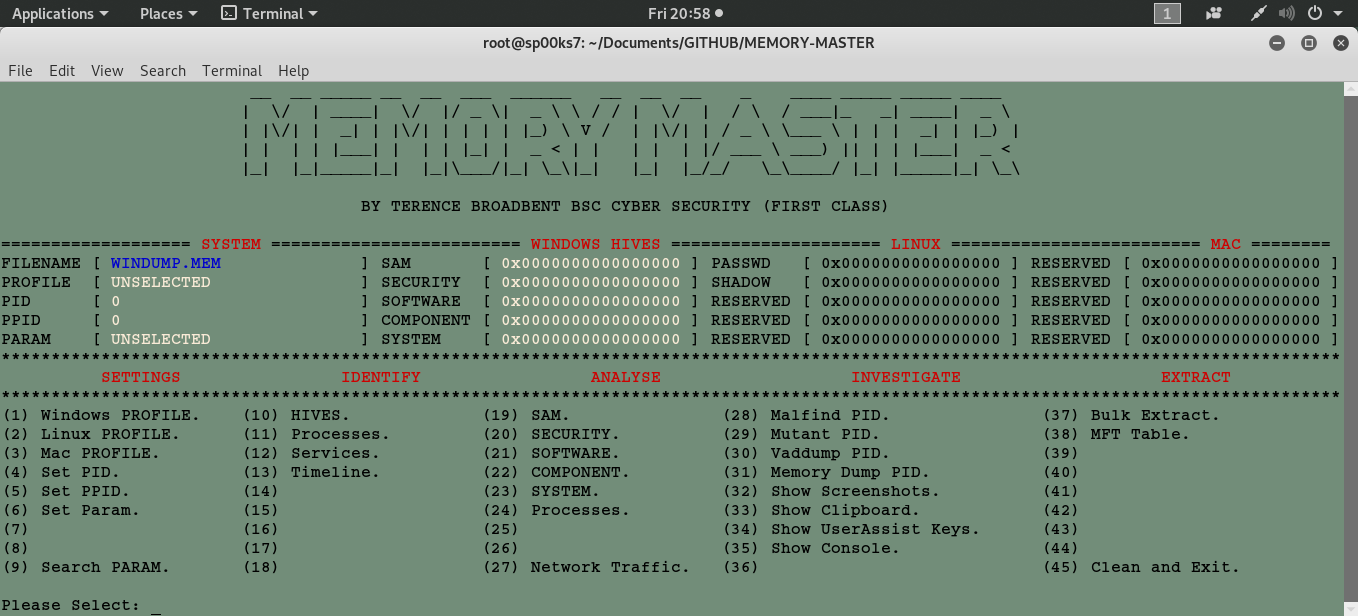 Applications Places Terminal Fri 20:58 1
root@sp00ks7: ~/Documents/GITHUB/MEMORY-MASTER
File Edit View Search Terminal Help
MEMORY MASTER
BY TERENCE BROADBENT BSC CYBER SECURITY (FIRST CLASS)
=================== SYSTEM ========================= WINDOWS HIVES ===================== LINUX ========================= MAC ========
FILENAME [ WINDUMP.MEM ] SAM [ 0x0000000000000000 ] PASSWD [ 0x0000000000000000 ] RESERVED [ 0x0000000000000000 ]
PROFILE [ UNSELECTED ] SECURITY [ 0x0000000000000000 ] SHADOW [ 0x0000000000000000 ] RESERVED [ 0x0000000000000000 ]
PID [ 0 ] SOFTWARE [ 0x0000000000000000 ] RESERVED [ 0x0000000000000000 ] RESERVED [ 0x0000000000000000 ]
PPID [ 0 ] COMPONENT [ 0x0000000000000000 ] RESERVED [ 0x0000000000000000 ] RESERVED [ 0x0000000000000000 ]
PARAM [ UNSELECTED ] SYSTEM [ 0x0000000000000000 ] RESERVED [ 0x0000000000000000 ] RESERVED [ 0x0000000000000000 ]
**************************************************************************************************************************************
SETTINGS IDENTIFY ANALYSE INVESTIGATE EXTRACT
**************************************************************************************************************************************
(1) Windows PROFILE. (10) HIVES. (19) SAM. (28) Malfind PID. (37) Bulk Extract.
(2) Linux PROFILE. (11) Processes. (20) SECURITY. (29) Mutant PID. (38) MFT Table.
(3) Mac PROFILE. (12) Services. (21) SOFTWARE. (30) Vaddump PID. (39)
(4) Set PID. (13) Timeline. (22) COMPONENT. (31) Memory Dump PID. (40)
(5) Set PPID. (14) (23) SYSTEM. (32) Show Screenshots. (41)
(6) Set Param. (15) (24) Processes. (33) Show Clipboard. (42)
(7) (16) (25) (34) Show UserAssist Keys. (43)
(8) (17) (26) (35) Show Console. (44)
(9) Search PARAM. (18) (27) Network Traffic. (36) (45) Clean and Exit.
Please Select: _